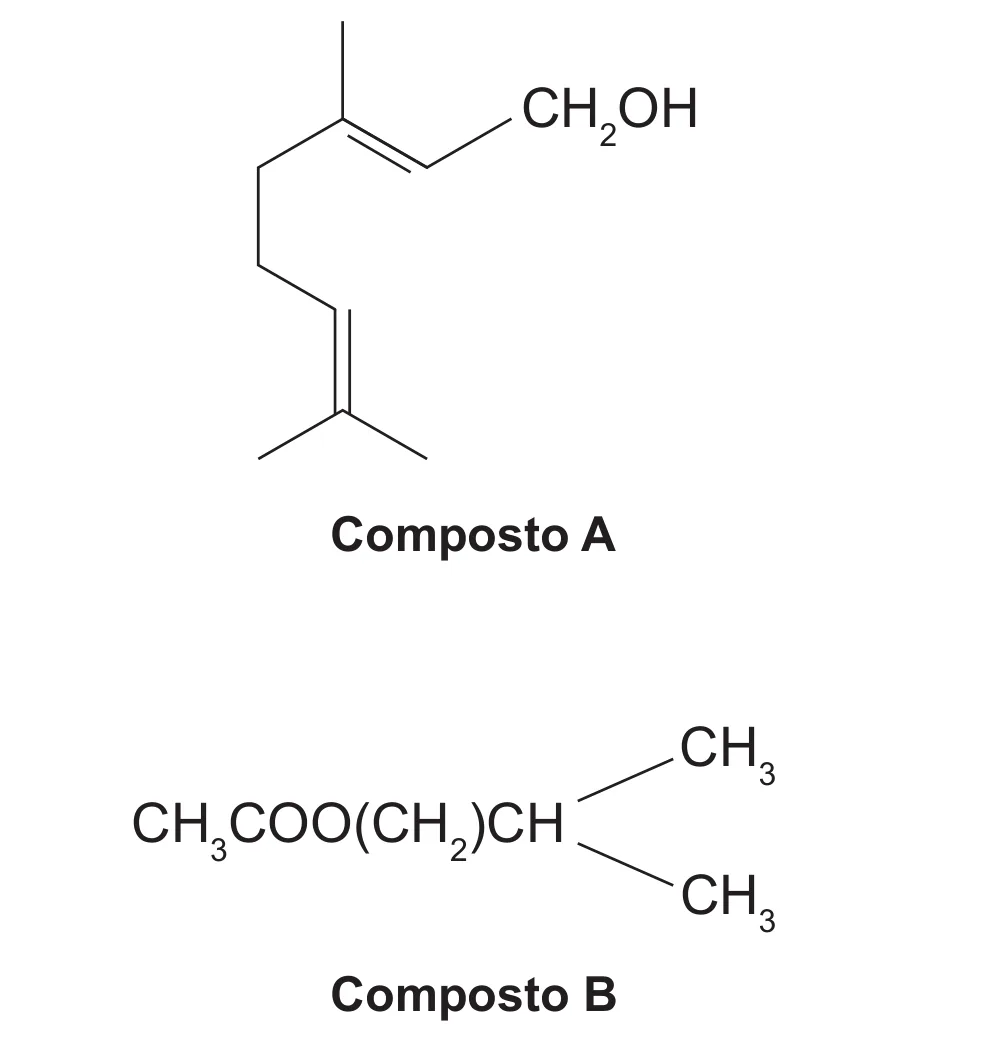 CH₂OH
Composto A
CH₃
CH₃COO(CH₂)CH
CH₃
Composto B